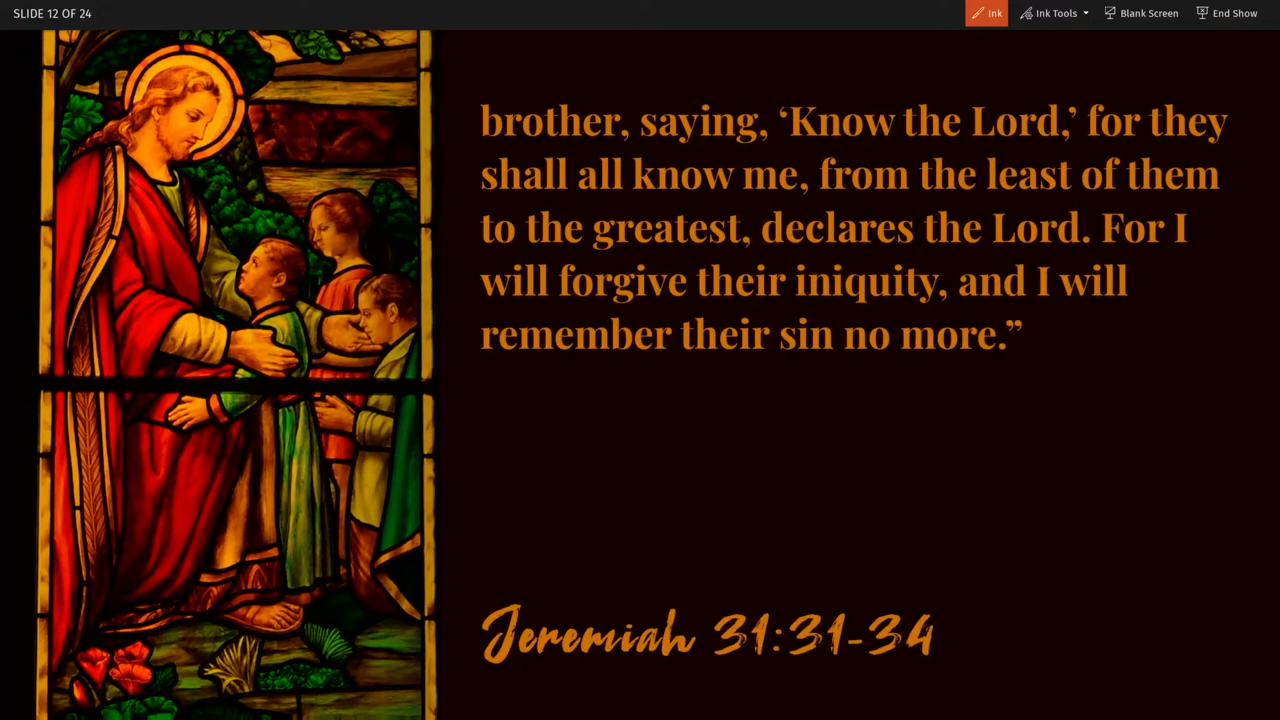 SLIDE 12 OF 24
Ink
Ink Tools
Blank Screen
End Show
brother, saying, ‘Know the Lord,’ for they
shall all know me, from the least of them
to the greatest, declares the Lord. For I
will forgive their iniquity, and I will
remember their sin no more.”
Jeremiah 31:31-34